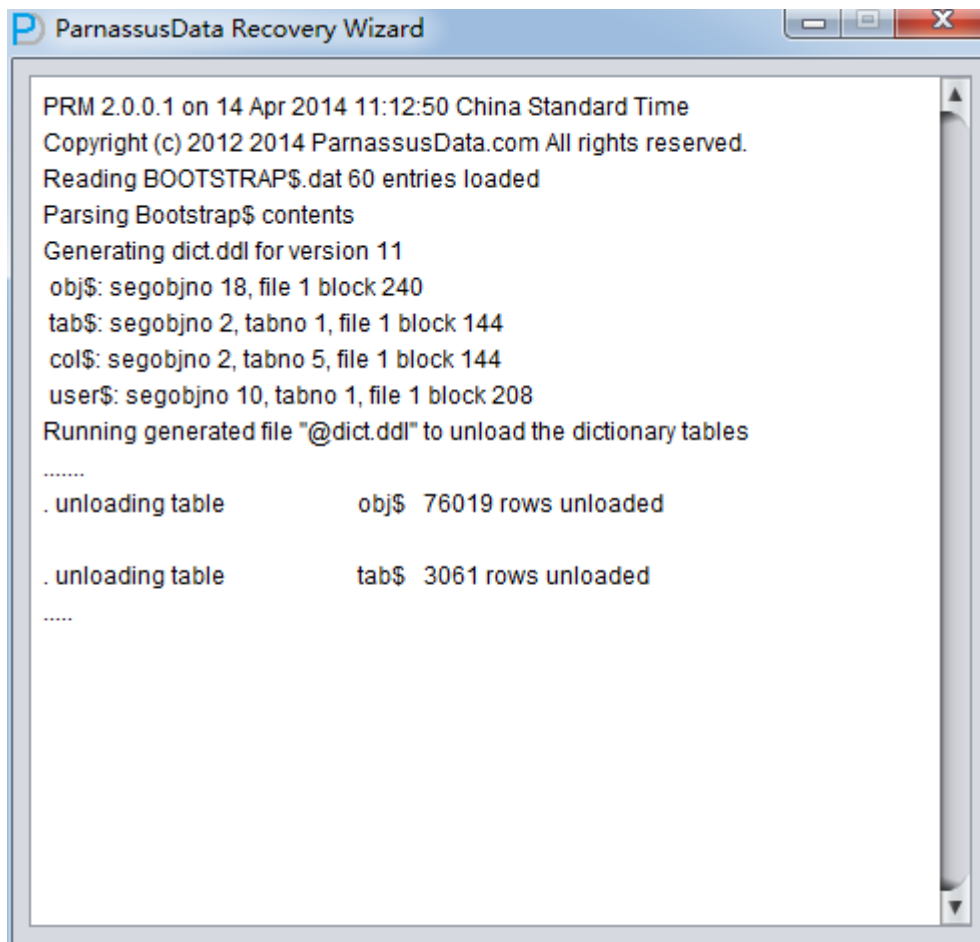 ParnassusData Recovery Wizard
PRM 2.0.0.1 on 14 Apr 2014 11:12:50 China Standard Time
Copyright (c) 2012 2014 ParnassusData.com All rights reserved.
Reading BOOTSTRAP$.dat 60 entries loaded
Parsing Bootstrap$ contents
Generating dict.ddl for version 11
obj$: segobjno 18, file 1 block 240
tab$: segobjno 2, tabno 1, file 1 block 144
col$: segobjno 2, tabno 5, file 1 block 144
user$: segobjno 10, tabno 1, file 1 block 208
Running generated file "@dict.ddl" to unload the dictionary tables
.......
. unloading table obj$ 76019 rows unloaded
. unloading table tab$ 3061 rows unloaded
.....